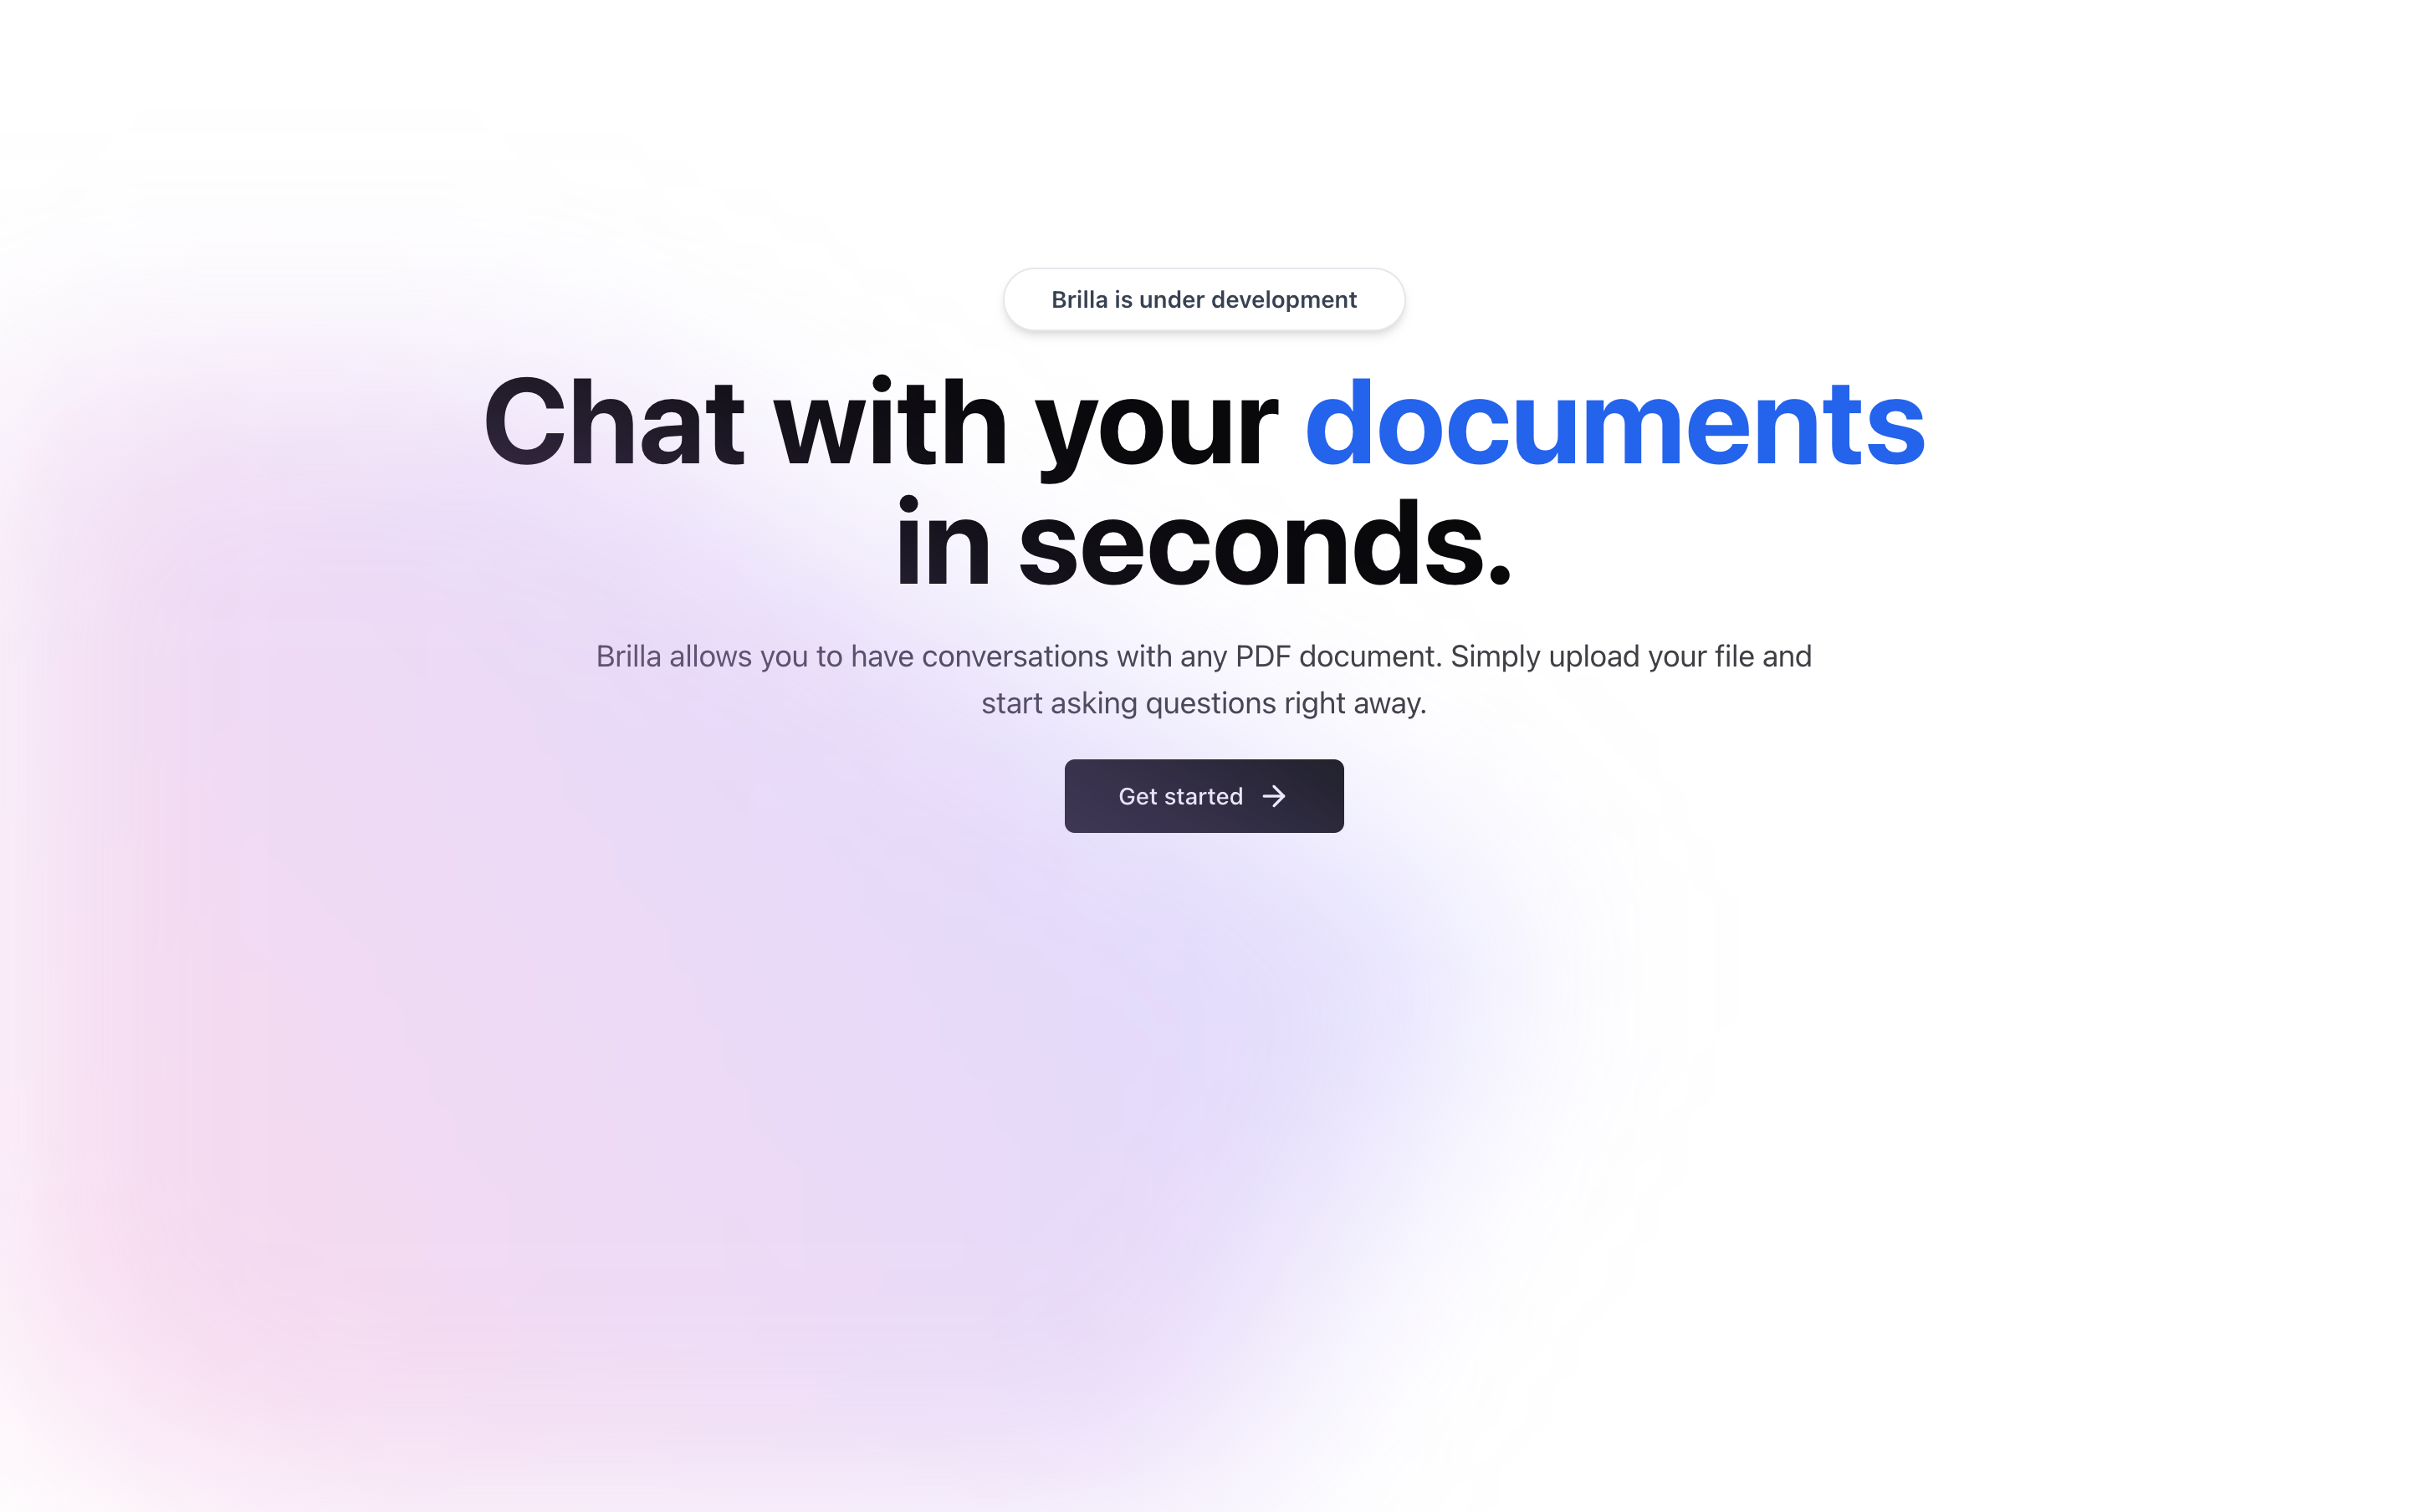 Brilla is under development
Chat with your documents
in seconds.
Brilla allows you to have conversations with any PDF document. Simply upload your file and
start asking questions right away.
Get started